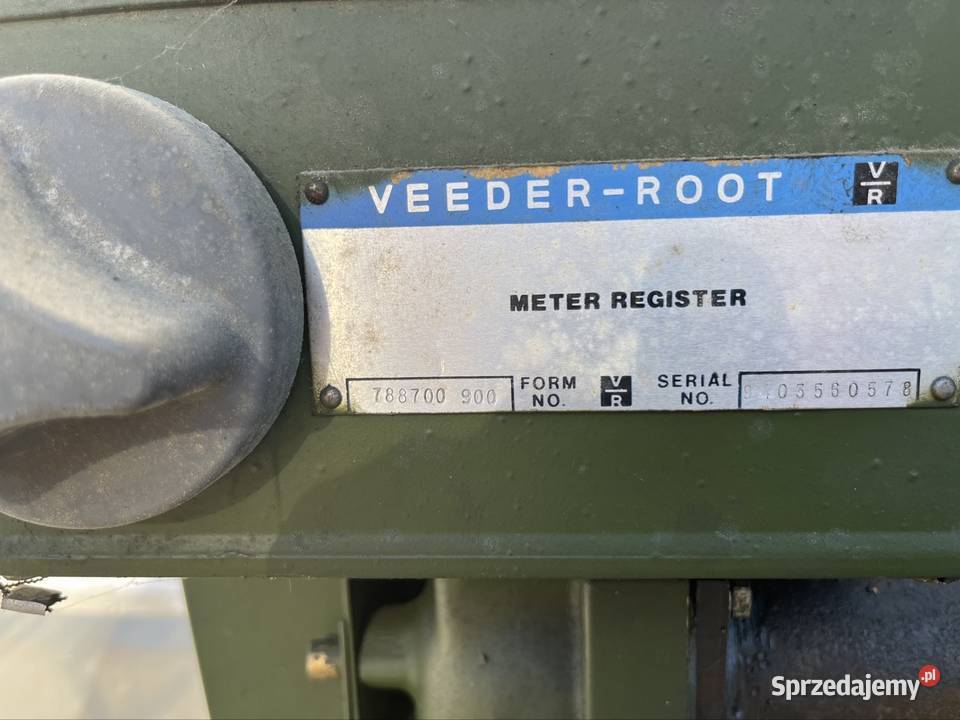 VEEDER-ROOT V/R
METER REGISTER
788700 900 FORM NO. V/R SERIAL NO.
Sprzedajemy.pl